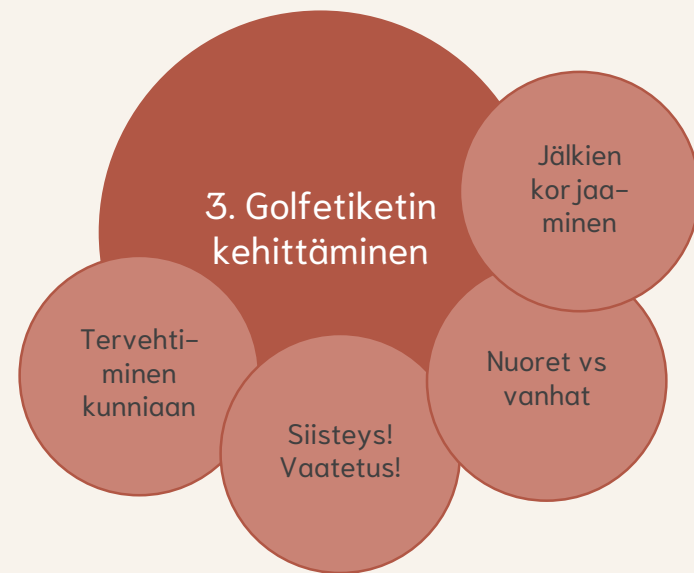 3. Golfetiketin
kehittäminen
Jälkien
korjaa-
minen
Tervehti-
minen
kunniaan
Siisteys!
Vaatetus!
Nuoret vs
vanhat